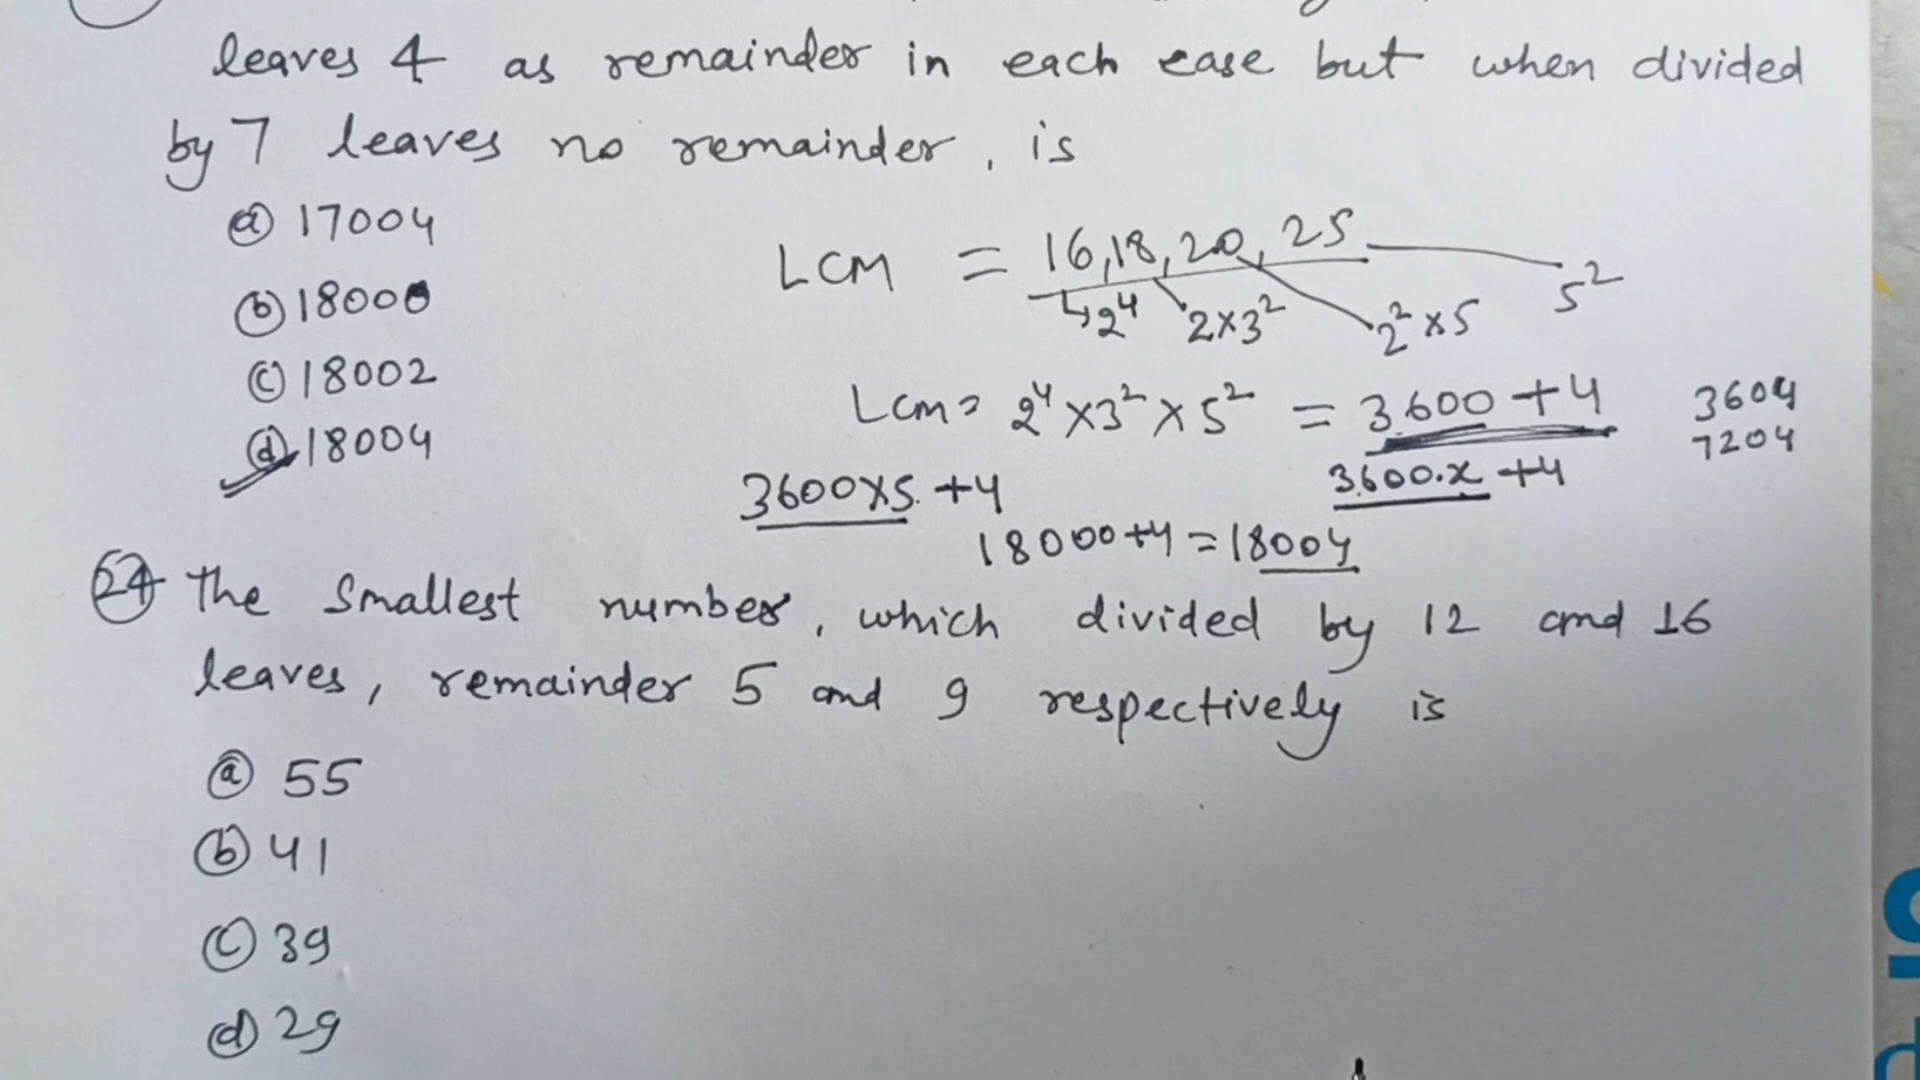 leaves 4 as remainder in each case but when divided
by 7 leaves no remainder, is
(a) 17004
(b) 18000
(c) 18002
(d) 18004
LCM = 16,18,20,25
2⁴ 2×3² 2²×5 5²
Lcm = 2⁴×3²×5² = 3600+4
3604
7204
3600.x +4
3600×5 +4
18000+4=18004
(24) The Smallest number, which divided by 12 and 16
leaves, remainder 5 and 9 respectively is
(a) 55
(b) 41
(c) 39
(d) 29